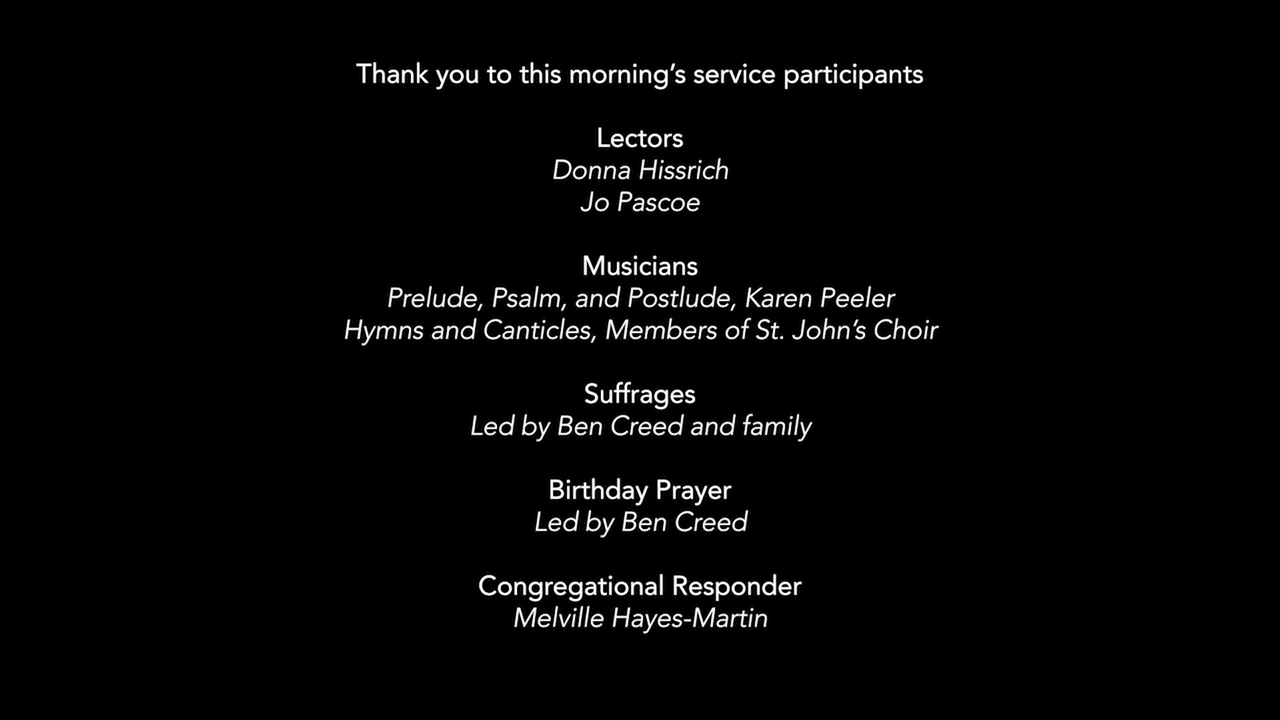 Thank you to this morning’s service participants
Lectors
Donna Hissrich
Jo Pascoe
Musicians
Prelude, Psalm, and Postlude, Karen Peeler
Hymns and Canticles, Members of St. John’s Choir
Suffrages
Led by Ben Creed and family
Birthday Prayer
Led by Ben Creed
Congregational Responder
Melville Hayes-Martin